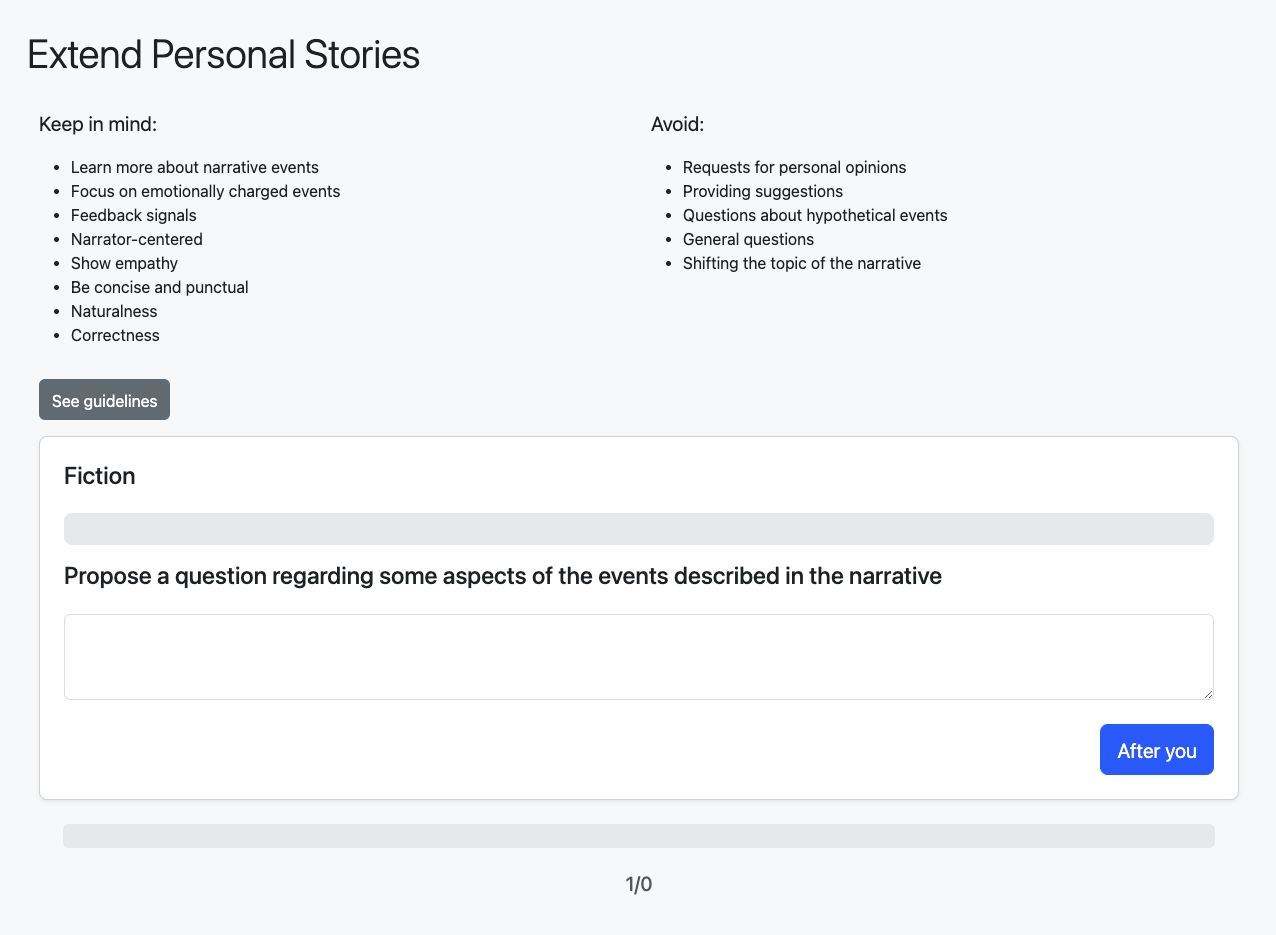 Extend Personal Stories
Keep in mind:
Learn more about narrative events
Focus on emotionally charged events
Feedback signals
Narrator-centered
Show empathy
Be concise and punctual
Naturalness
Correctness
Avoid:
Requests for personal opinions
Providing suggestions
Questions about hypothetical events
General questions
Shifting the topic of the narrative
See guidelines
Fiction
Propose a question regarding some aspects of the events described in the narrative
After you
1/0